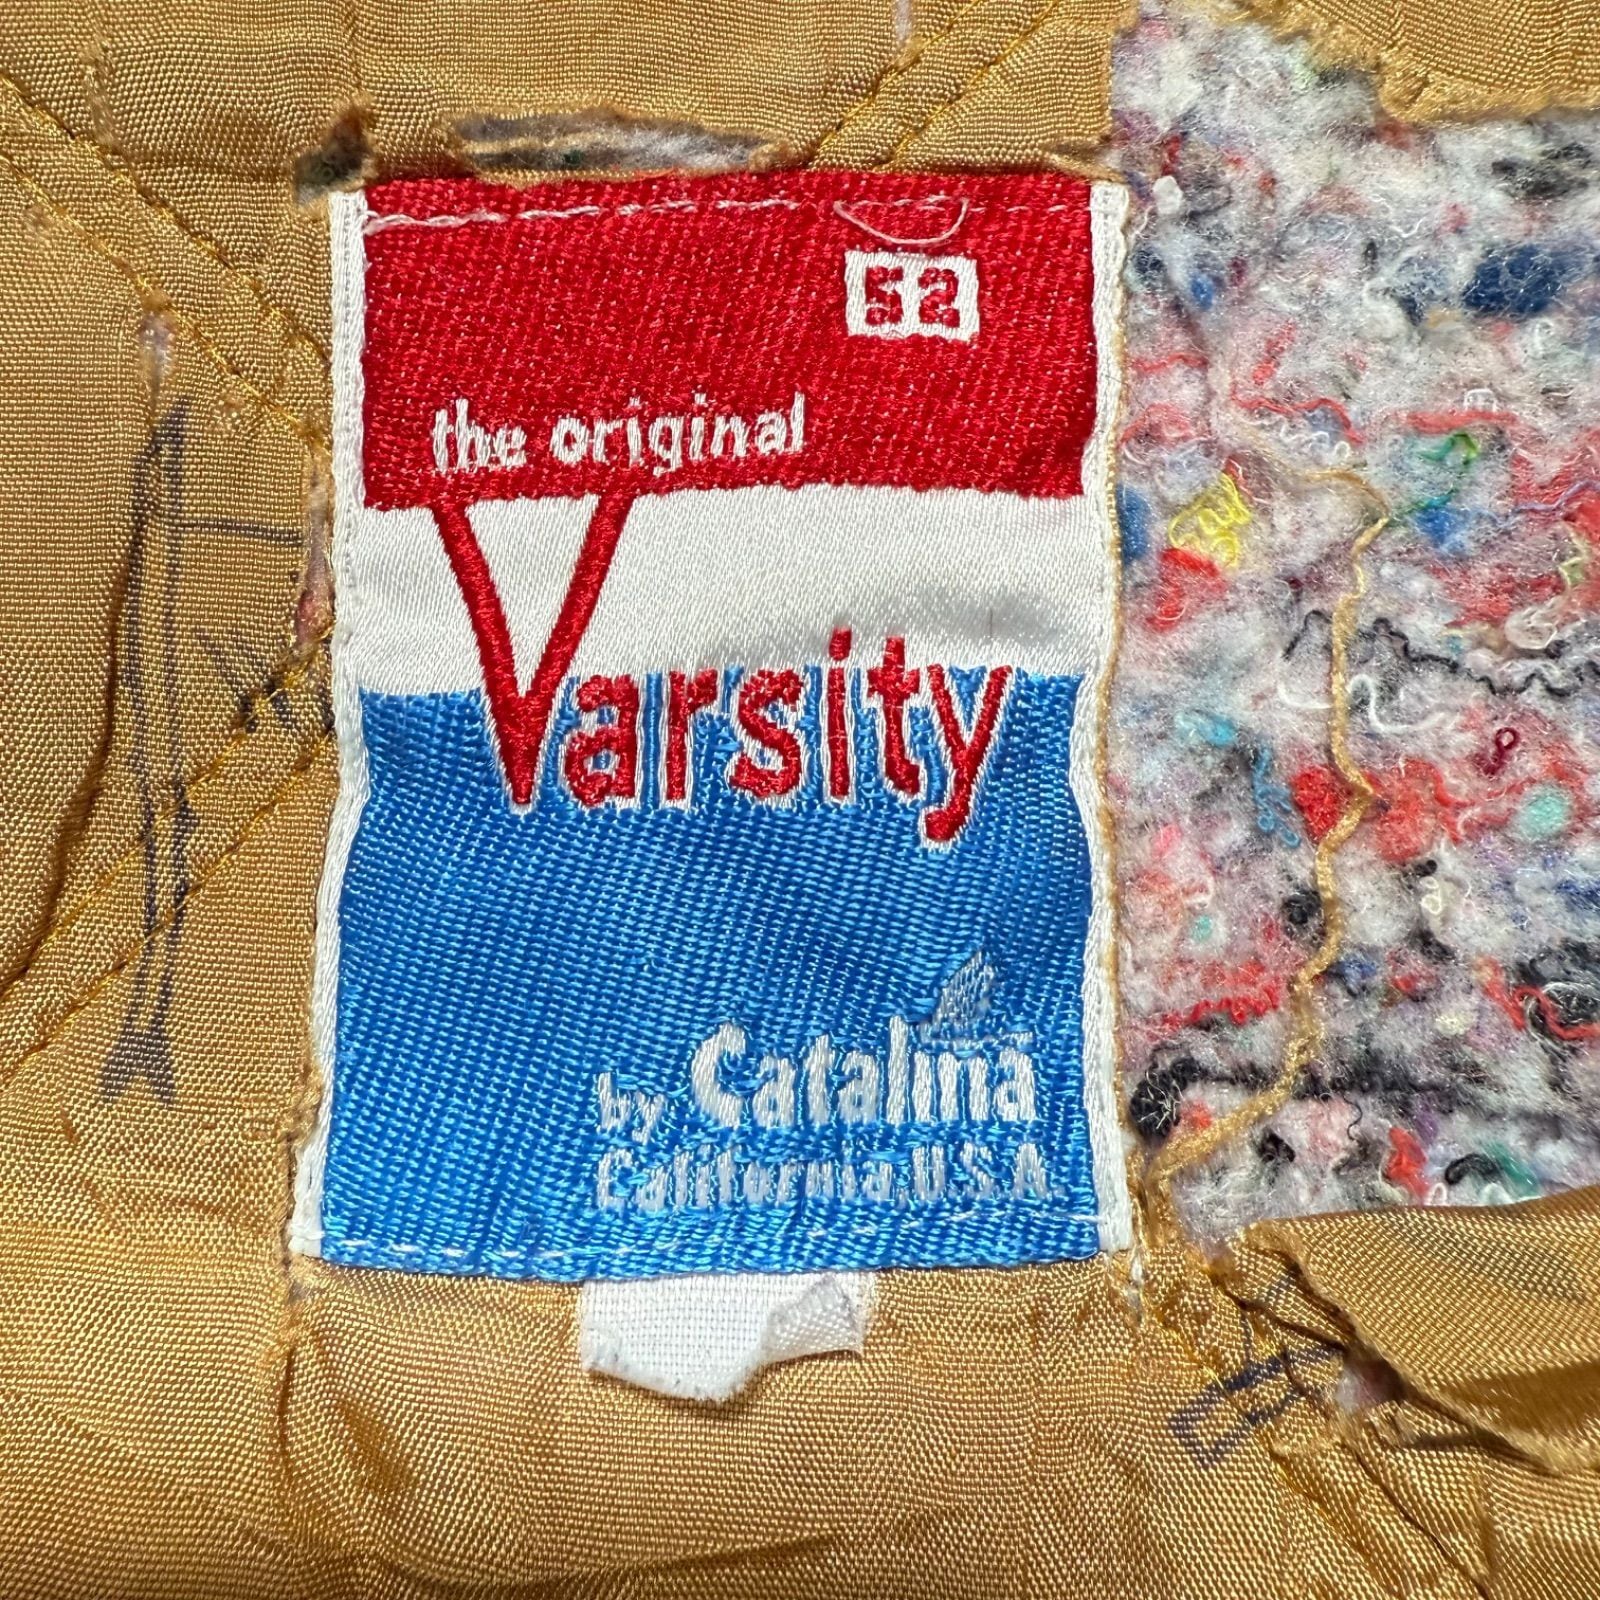 52
the original
Varsity
by Catalina
California, U.S.A.